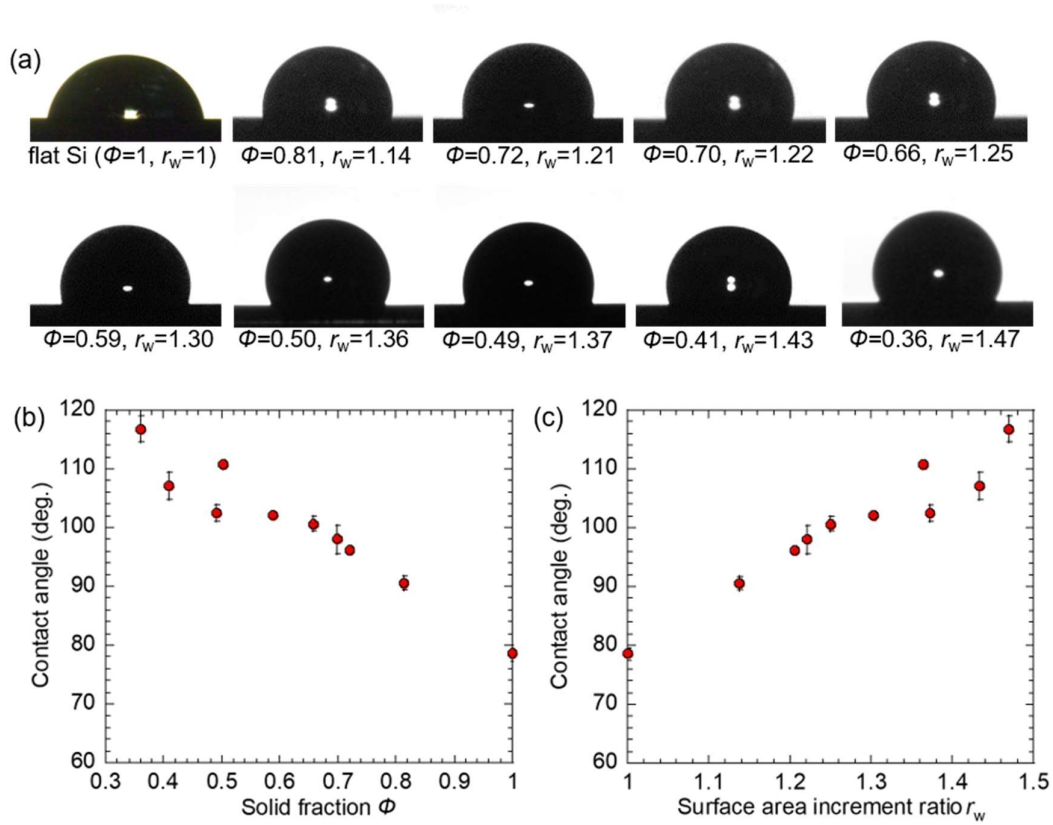 (a)
flat Si (Φ=1, rw=1) Φ=0.81, rw=1.14 Φ=0.72, rw=1.21 Φ=0.70, rw=1.22 Φ=0.66, rw=1.25
Φ=0.59, rw=1.30 Φ=0.50, rw=1.36 Φ=0.49, rw=1.37 Φ=0.41, rw=1.43 Φ=0.36, rw=1.47
(b)
120
110
100
90
80
70
60
Contact angle (deg.)
0.3 0.4 0.5 0.6 0.7 0.8 0.9 1
Solid fraction Φ
(c)
120
110
100
90
80
70
60
Contact angle (deg.)
1 1.1 1.2 1.3 1.4 1.5
Surface area increment ratio rw